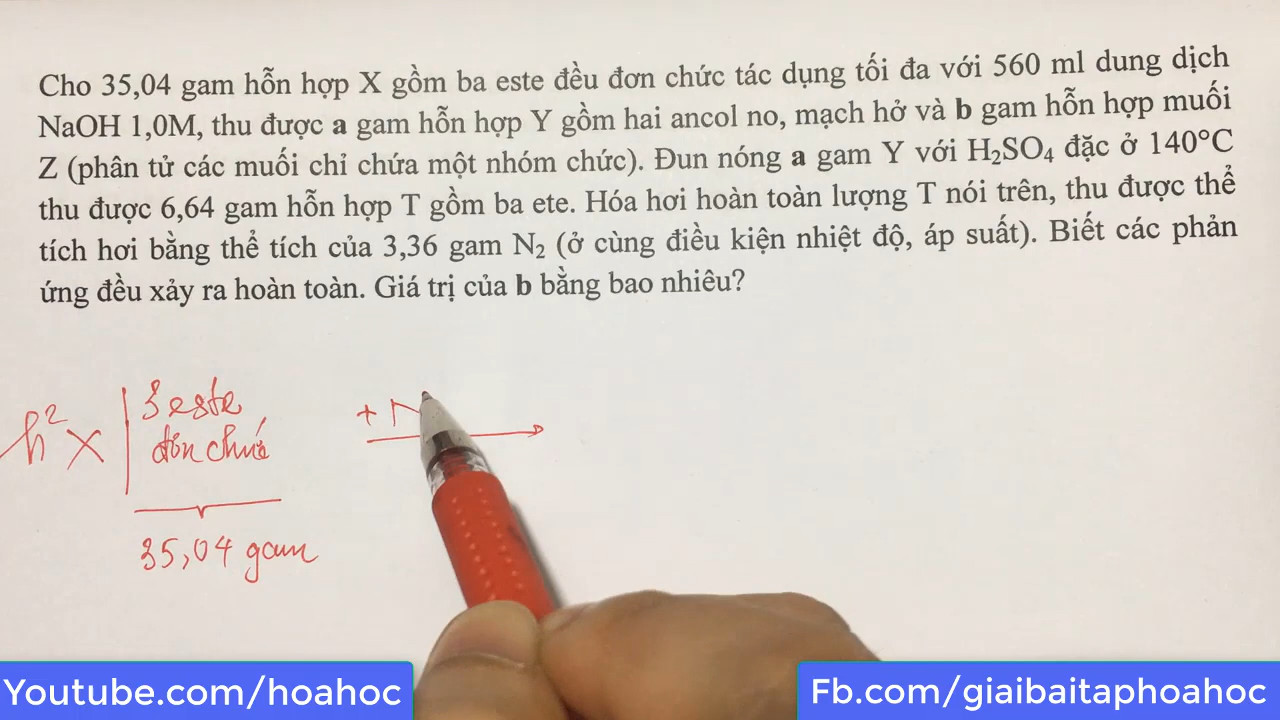 Cho 35,04 gam hỗn hợp X gồm ba este đều đơn chức tác dụng tối đa với 560 ml dung dịch
NaOH 1,0M, thu được a gam hỗn hợp Y gồm hai ancol no, mạch hở và b gam hỗn hợp muối
Z (phân tử các muối chỉ chứa một nhóm chức). Đun nóng a gam Y với H₂SO₄ đặc ở 140°C
thu được 6,64 gam hỗn hợp T gồm ba ete. Hóa hơi hoàn toàn lượng T nói trên, thu được thể
tích hơi bằng thể tích của 3,36 gam N₂ (ở cùng điều kiện nhiệt độ, áp suất). Biết các phản
ứng đều xảy ra hoàn toàn. Giá trị của b bằng bao nhiêu?
h² X
3 este
đơn chức
+ N
35,04 gam
Youtube.com/hoahoc
Fb.com/giaibaitaphoahoc